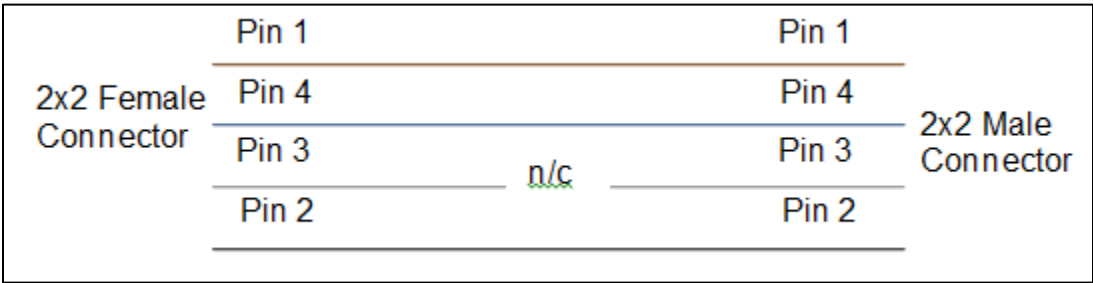 Pin 1 Pin 1
2x2 Female Connector
Pin 4 Pin 4
2x2 Male Connector
Pin 3 Pin 3
n/c
Pin 2 Pin 2